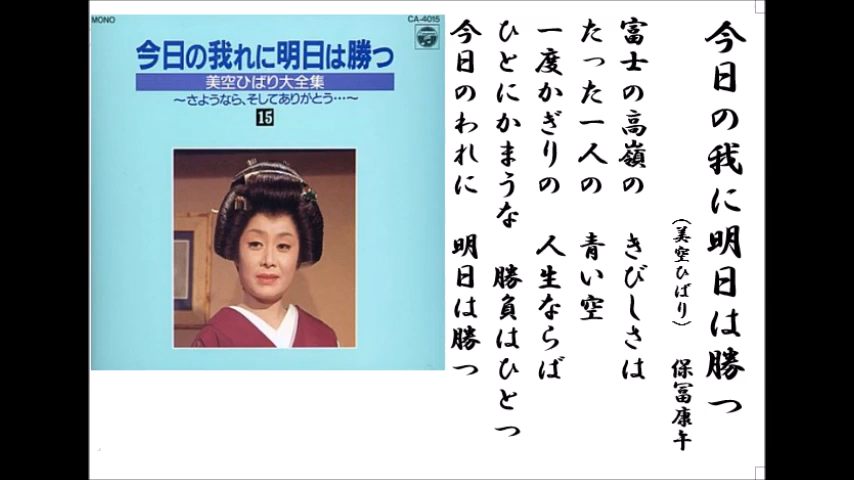 MONO
CA-4015
今日の我れに明日は勝つ
美空ひばり大全集
～さようなら、そしてありがとう…～
15
今日の我に明日は勝つ
(美空ひばり) 保冨康午
富士の高嶺の きびしさは
たった一人の 青い空
一度かぎりの 人生ならば
ひとにかまうな 勝負はひとつ
今日のわれに 明日は勝つ